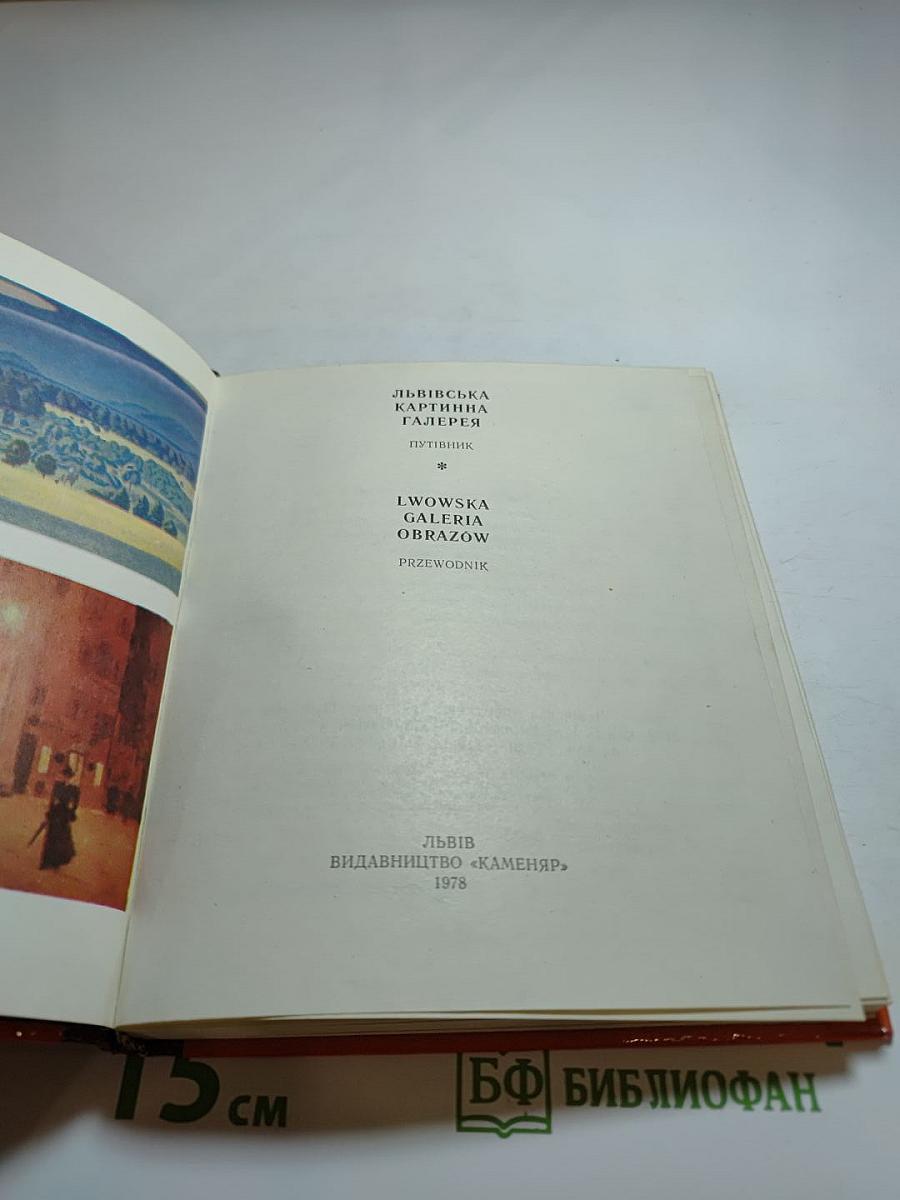 ЛЬВІВСЬКА
КАРТИННА
ГАЛЕРЕЯ
ПУТІВНИК
*
LWOWSKA
GALERIA
OBRAZÓW
PRZEWODNIK
ЛЬВІВ
ВИДАВНИЦТВО «КАМЕНЯР»
1978
15 см
БФ БИБЛИОФАН